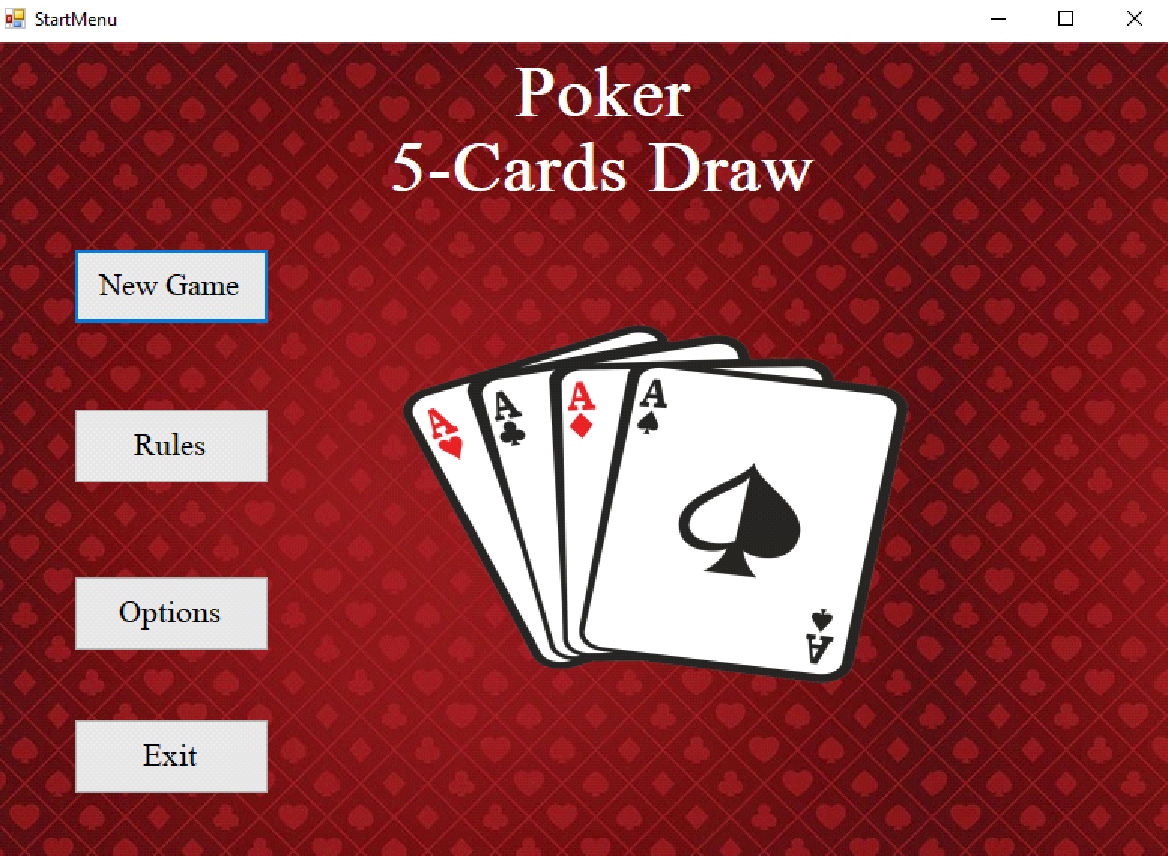 StartMenu
Poker
5-Cards Draw
New Game
Rules
Options
Exit
A
A
A
A
A